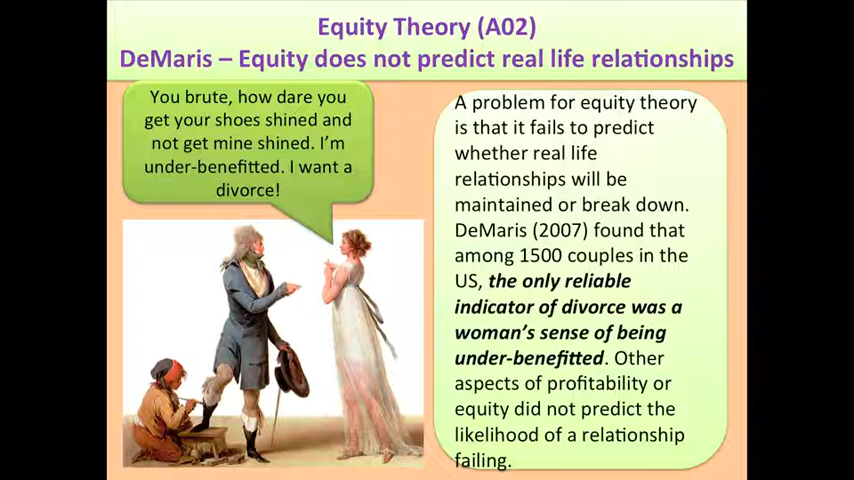 Equity Theory (A02)
DeMaris – Equity does not predict real life relationships
You brute, how dare you
get your shoes shined and
not get mine shined. I’m
under-benefitted. I want a
divorce!
A problem for equity theory
is that it fails to predict
whether real life
relationships will be
maintained or break down.
DeMaris (2007) found that
among 1500 couples in the
US, the only reliable
indicator of divorce was a
woman’s sense of being
under-benefitted. Other
aspects of profitability or
equity did not predict the
likelihood of a relationship
failing.